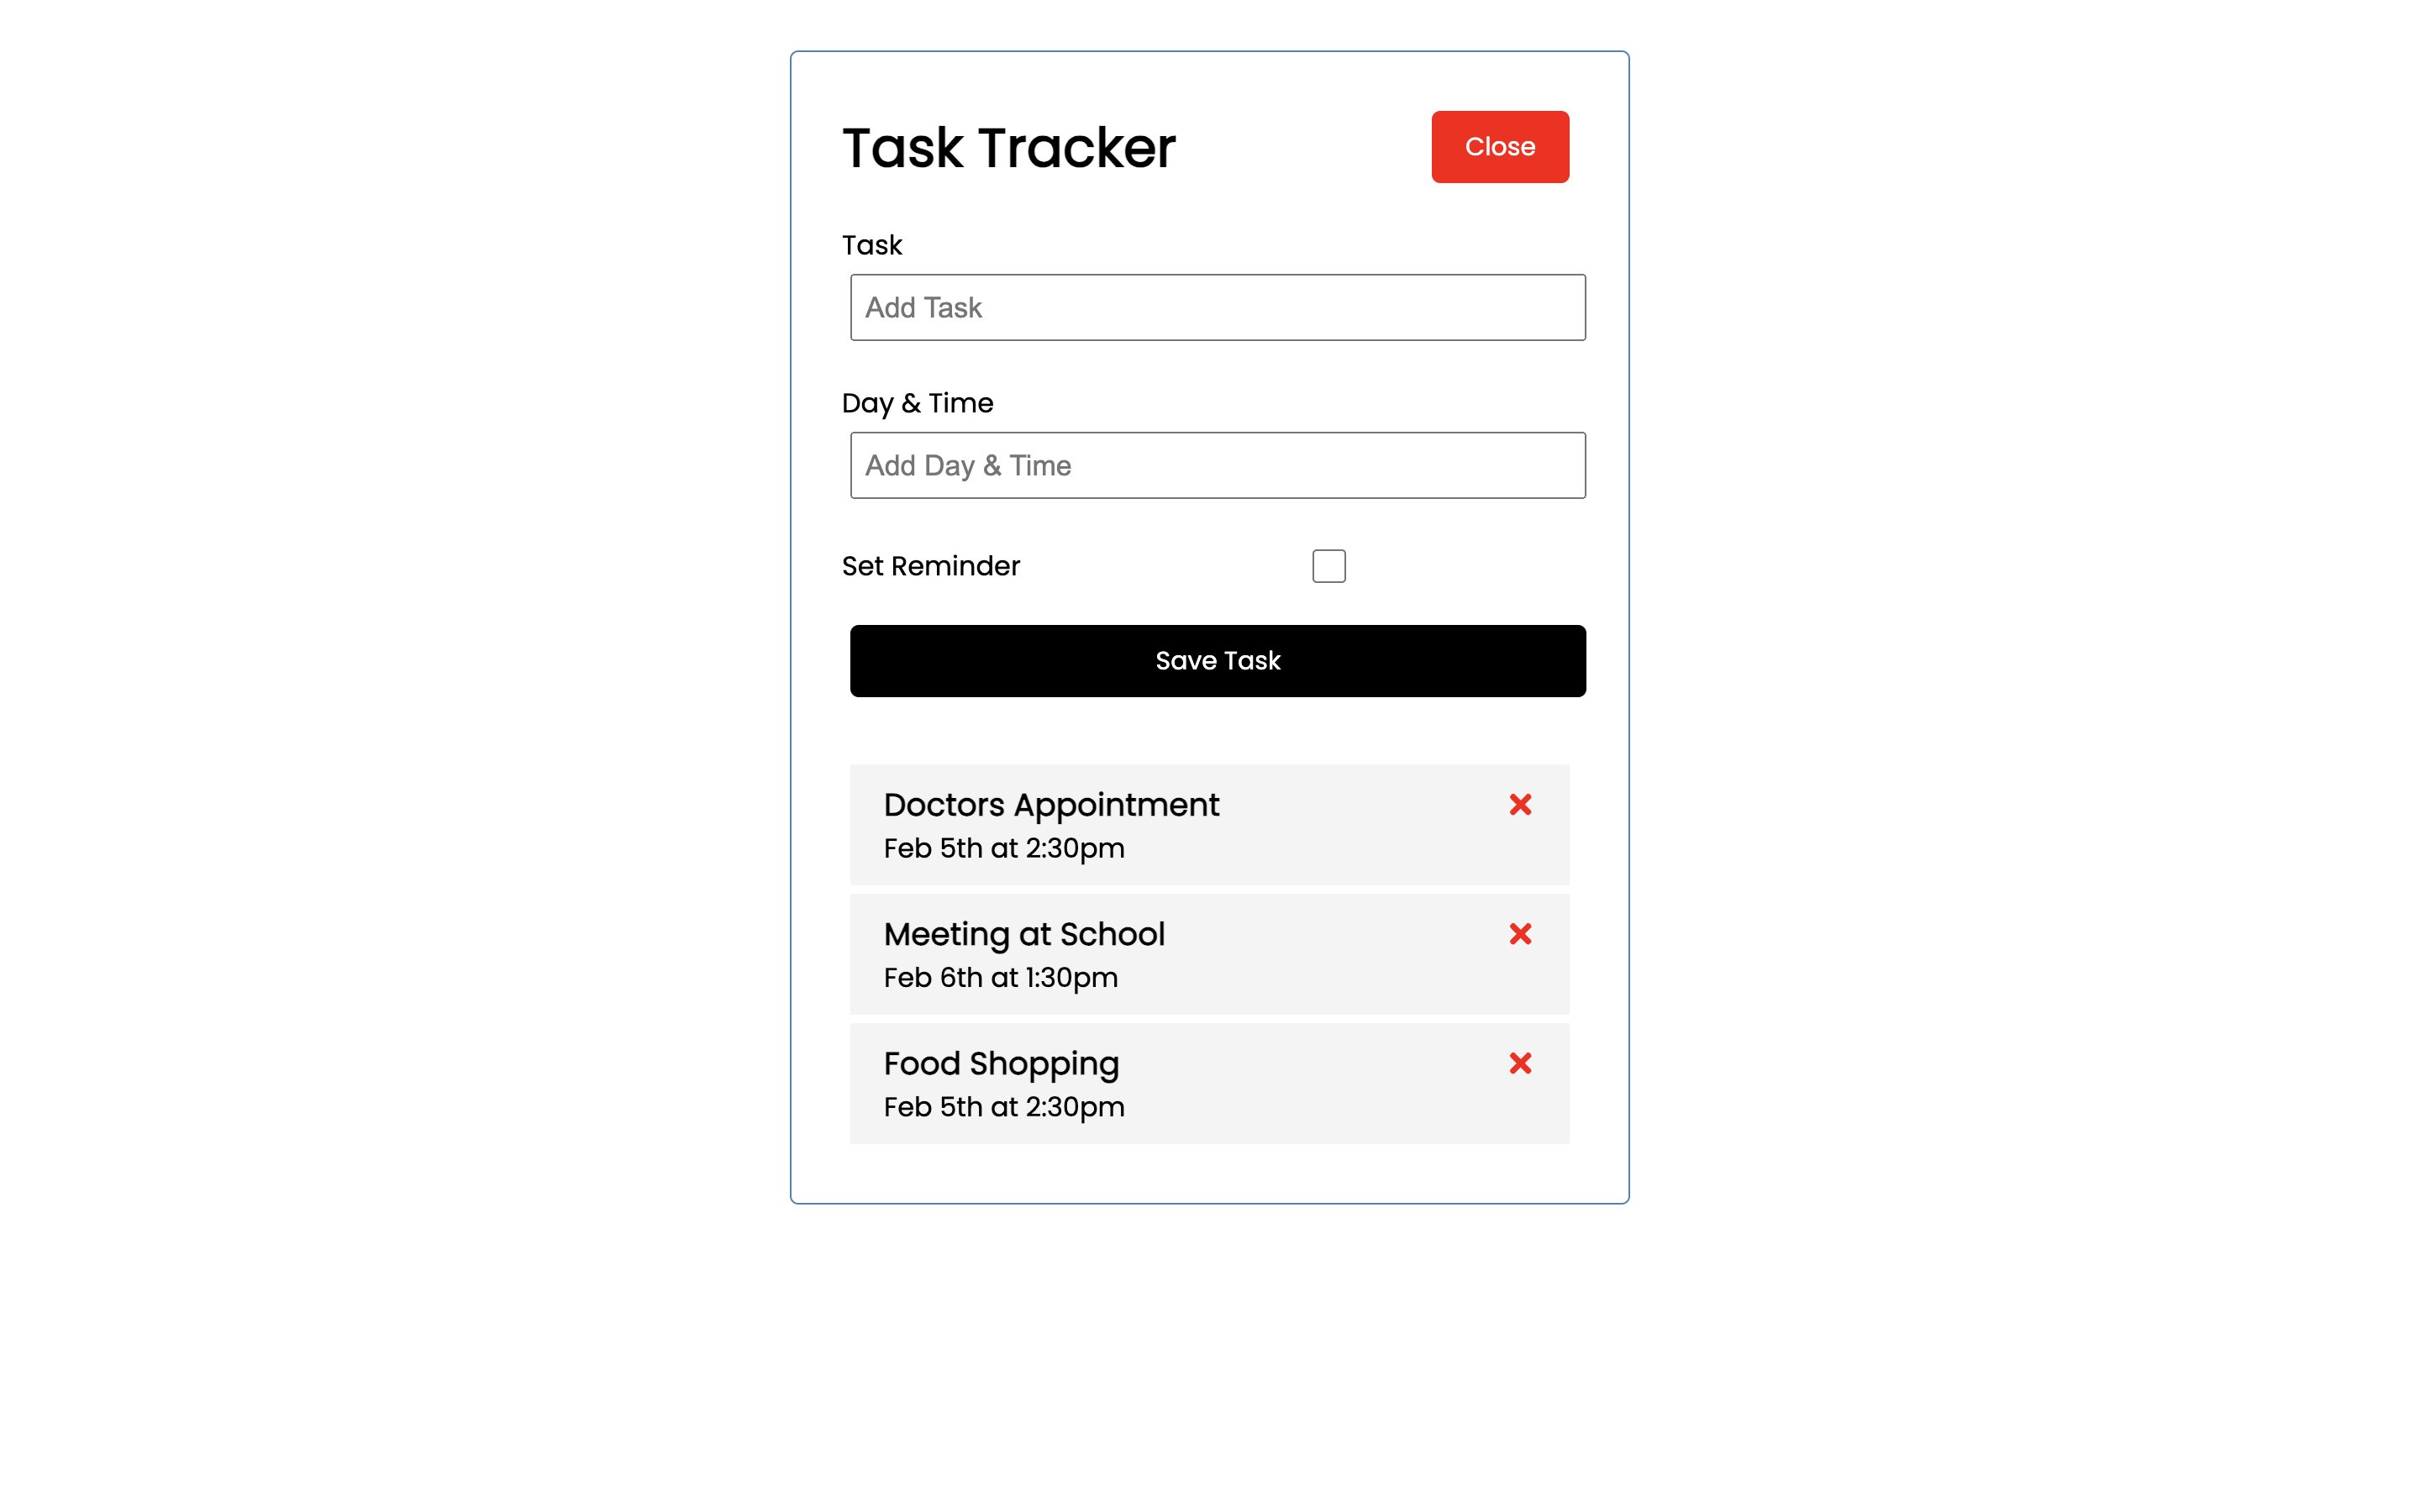 Task Tracker
Close
Task
Add Task
Day & Time
Add Day & Time
Set Reminder
Save Task
Doctors Appointment
Feb 5th at 2:30pm
Meeting at School
Feb 6th at 1:30pm
Food Shopping
Feb 5th at 2:30pm